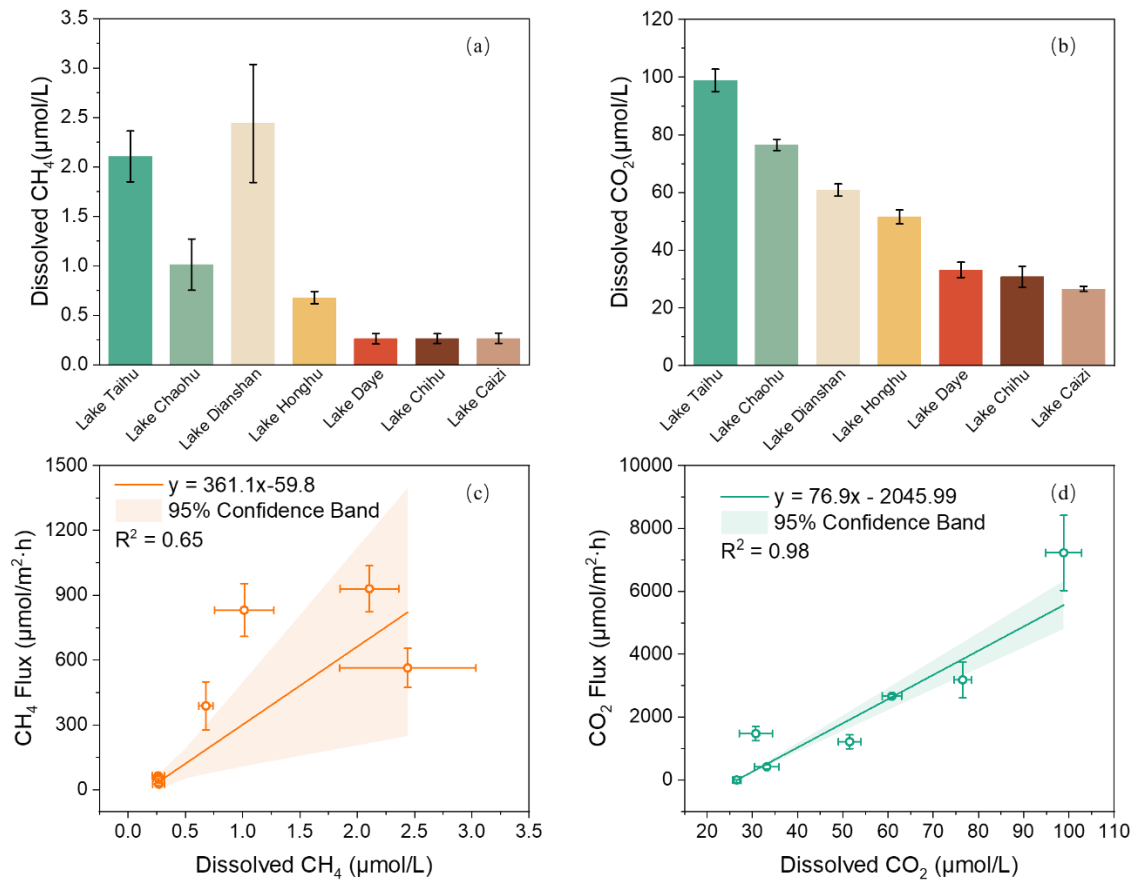 (a)
Dissolved CH₄(μmol/L)
3.5
3.0
2.5
2.0
1.5
1.0
0.5
0.0
Lake Taihu
Lake Chaohu
Lake Dianshan
Lake Honghu
Lake Daye
Lake Chihu
Lake Caizi
(b)
Dissolved CO₂(μmol/L)
120
100
80
60
40
20
0
Lake Taihu
Lake Chaohu
Lake Dianshan
Lake Honghu
Lake Daye
Lake Chihu
Lake Caizi
(c)
y = 361.1x-59.8
95% Confidence Band
R² = 0.65
CH₄ Flux (μmol/m²·h)
1500
1200
900
600
300
0
0.0 0.5 1.0 1.5 2.0 2.5 3.0 3.5
Dissolved CH₄ (μmol/L)
(d)
y = 76.9x - 2045.99
95% Confidence Band
R² = 0.98
CO₂ Flux (μmol/m²·h)
10000
8000
6000
4000
2000
0
20 30 40 50 60 70 80 90 100 110
Dissolved CO₂ (μmol/L)